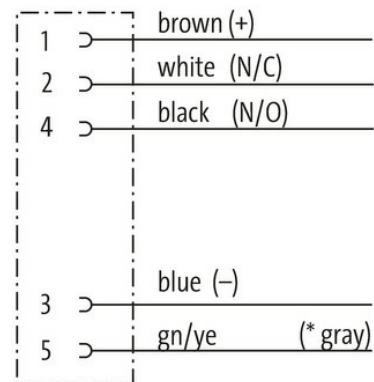 1 brown (+)
2 white (N/C)
4 black (N/O)
3 blue (–)
5 gn/ye (* gray)